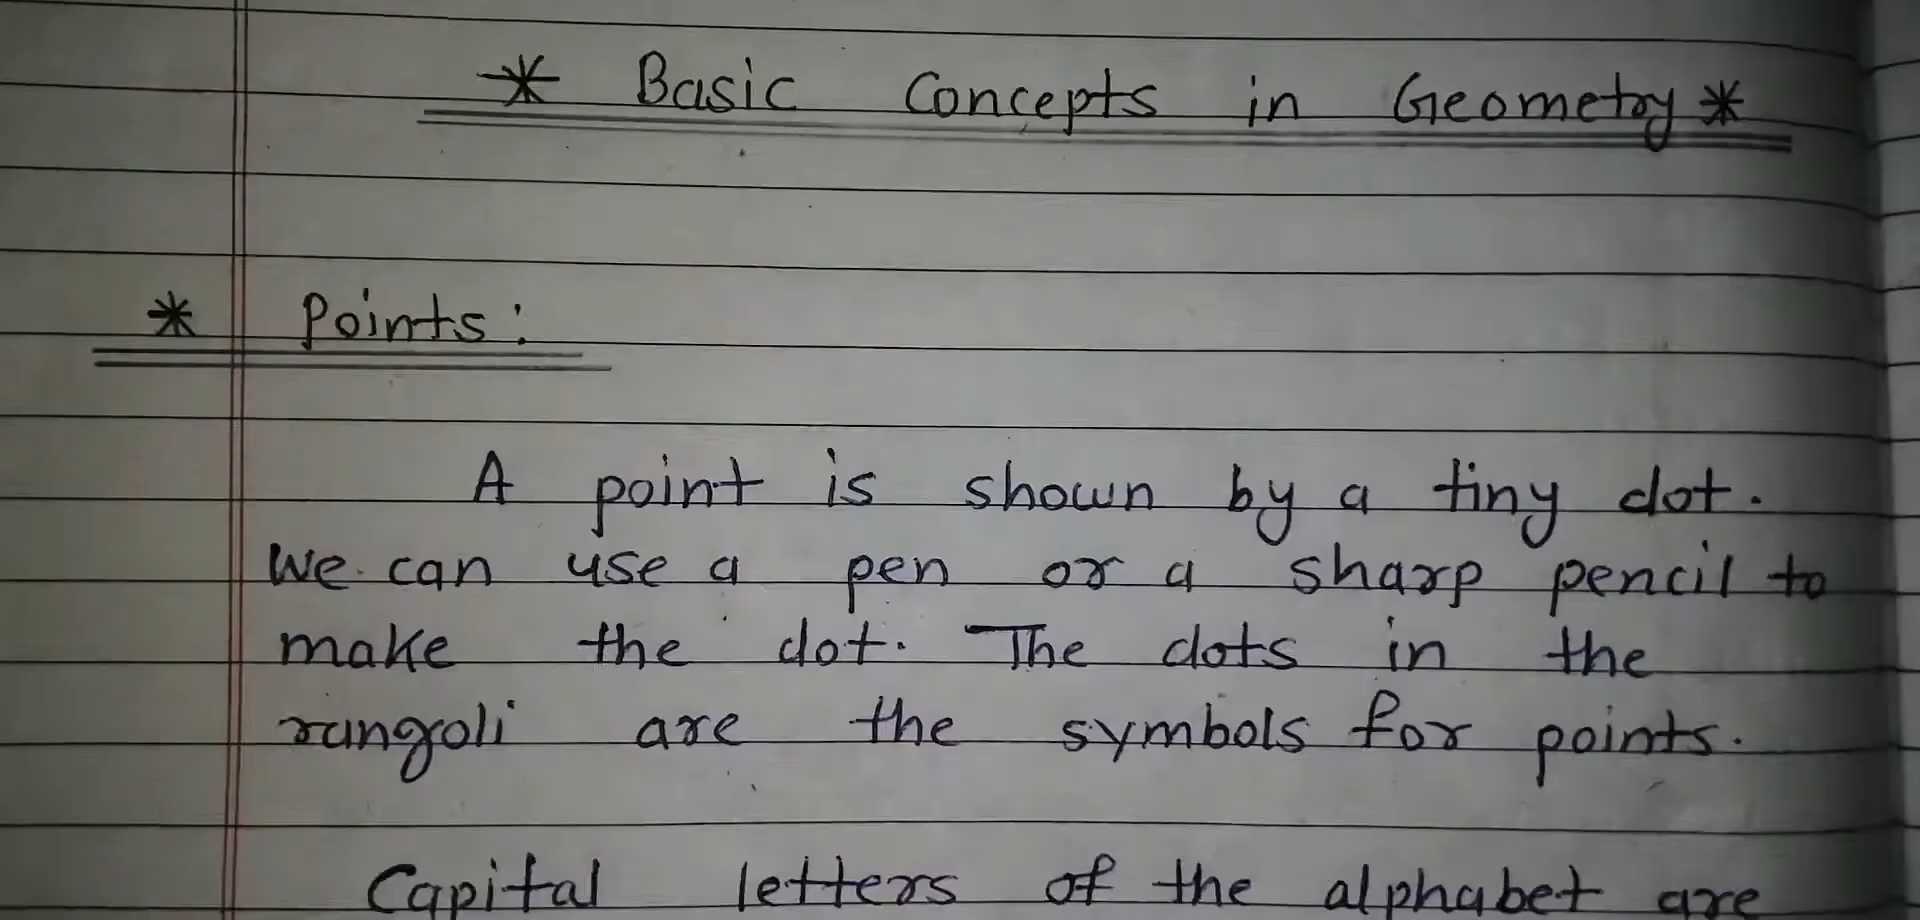 * Basic Concepts in Geometry *
* Points:
A point is shown by a tiny dot.
We can use a pen or a sharp pencil to
make the dot. The dots in the
rangoli are the symbols for points.
Capital letters of the alphabet are